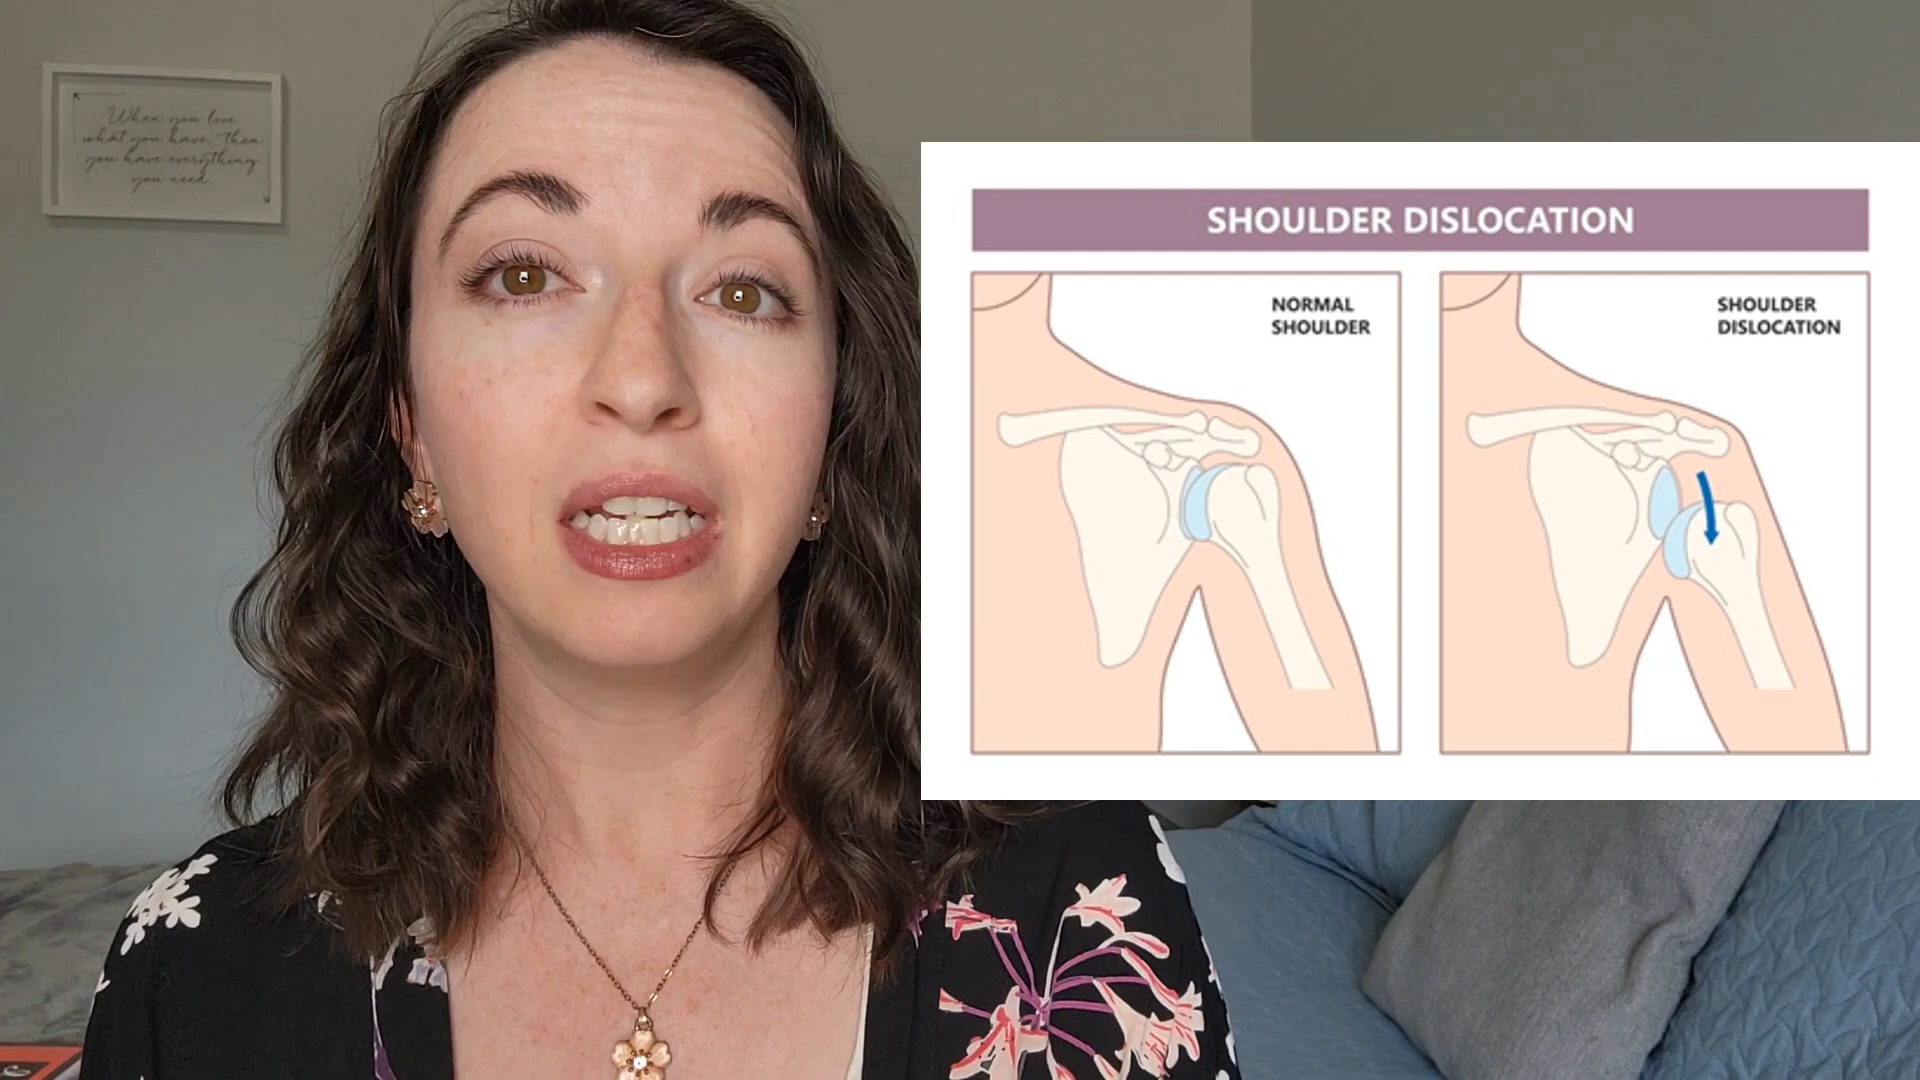 When you love
what you have. Then
you have everything
you need.
SHOULDER DISLOCATION
NORMAL
SHOULDER
SHOULDER
DISLOCATION